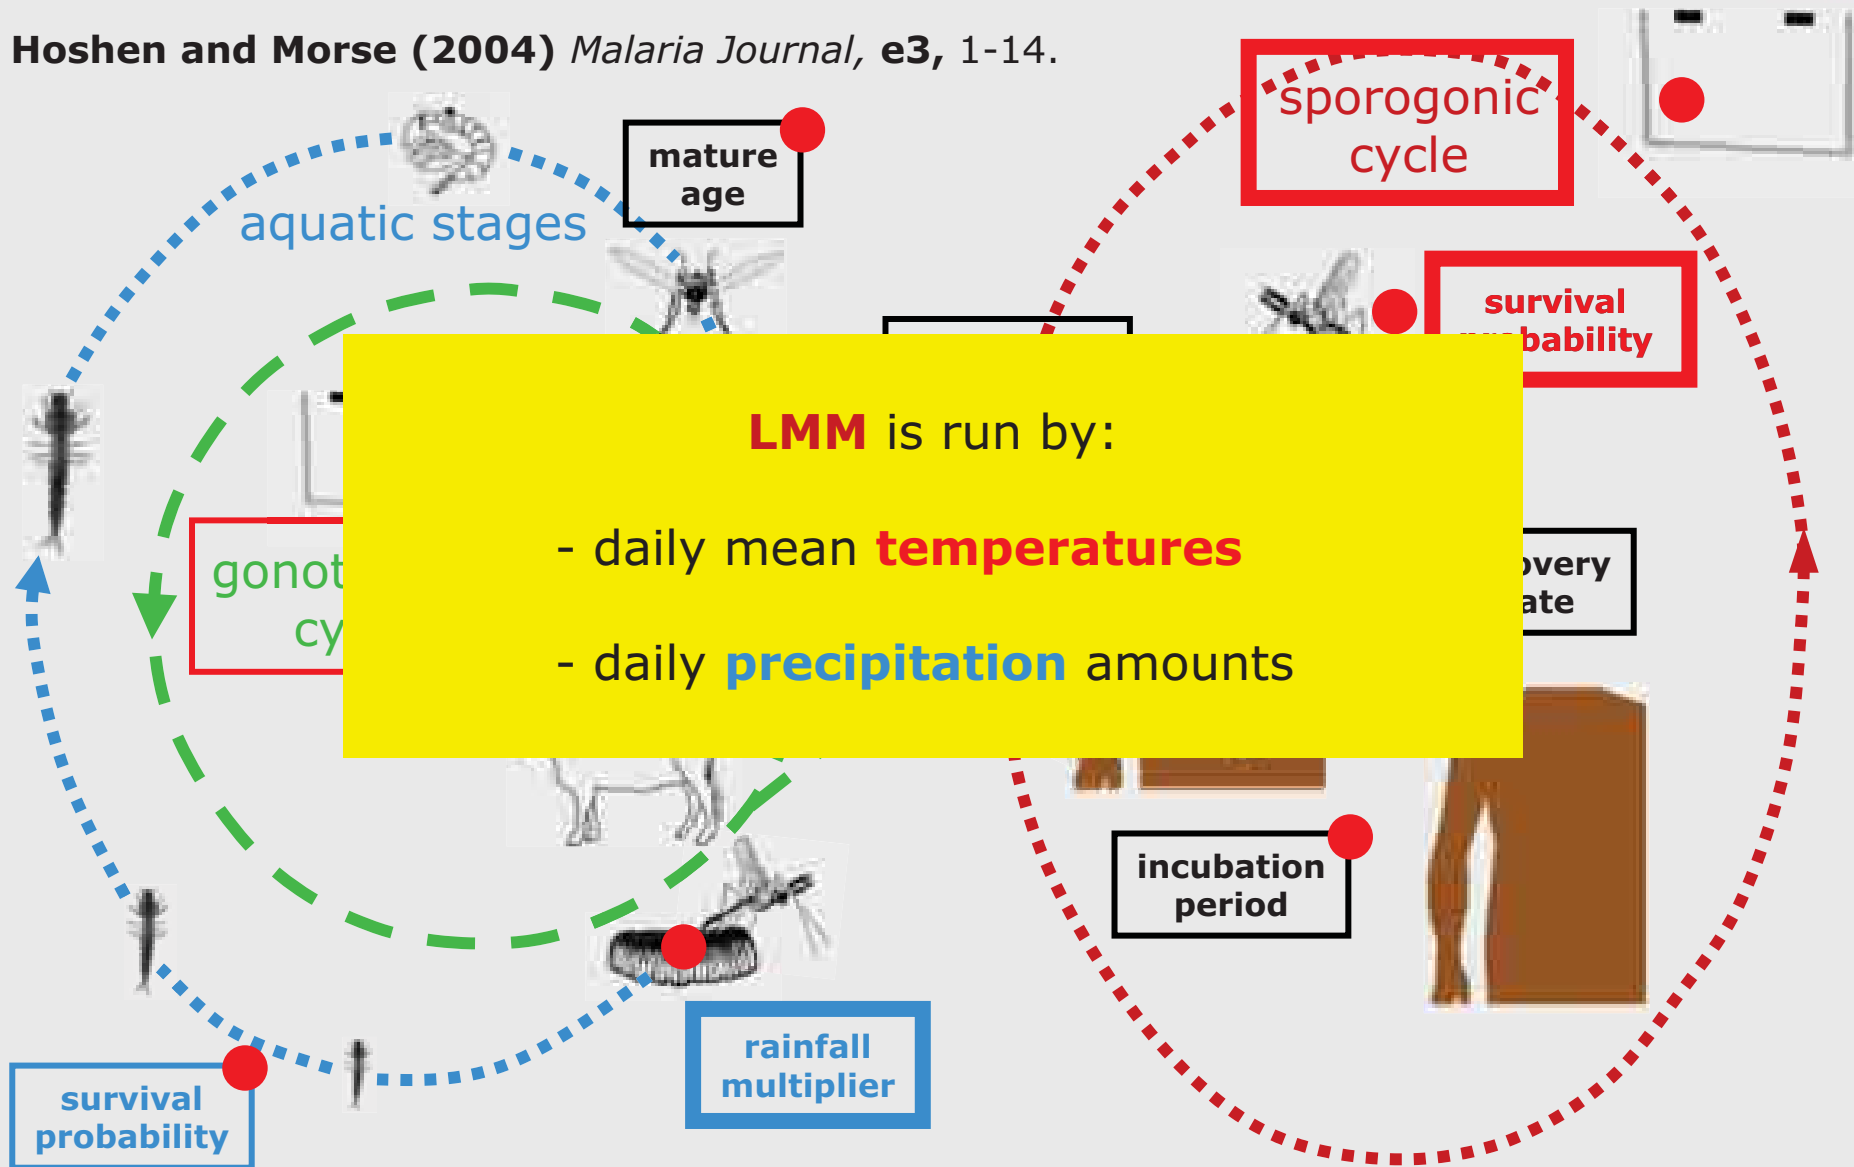 Hoshen and Morse (2004) Malaria Journal, e3, 1-14.
sporogonic
cycle
mature
age
aquatic stages
survival
LMM is run by:
- daily mean temperatures
- daily precipitation amounts
incubation
period
rainfall
multiplier
survival
probability